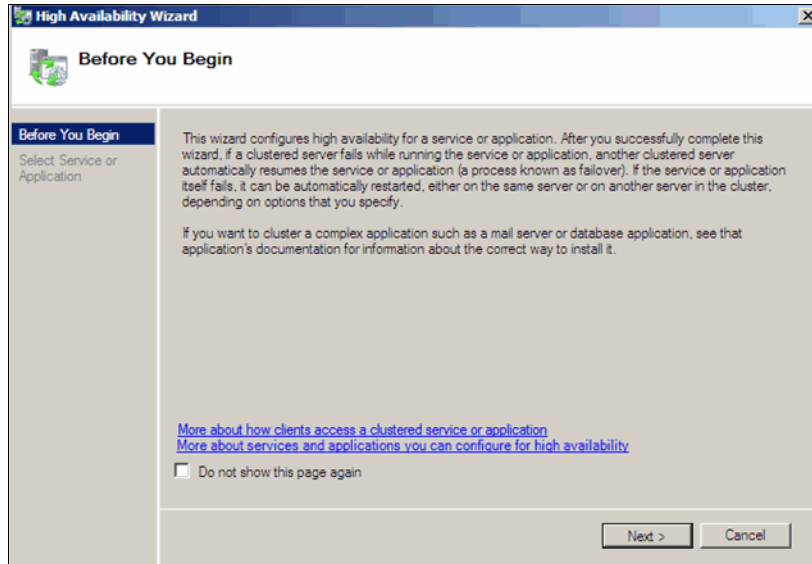 High Availability Wizard
Before You Begin
Before You Begin
Select Service or
Application
This wizard configures high availability for a service or application. After you successfully complete this
wizard, if a clustered server fails while running the service or application, another clustered server
automatically resumes the service or application (a process known as failover). If the service or application
itself fails, it can be automatically restarted, either on the same server or on another server in the cluster,
depending on options that you specify.
If you want to cluster a complex application such as a mail server or database application, see that
application's documentation for information about the correct way to install it.
More about how clients access a clustered service or application
More about services and applications you can configure for high availability
Do not show this page again
Next >
Cancel